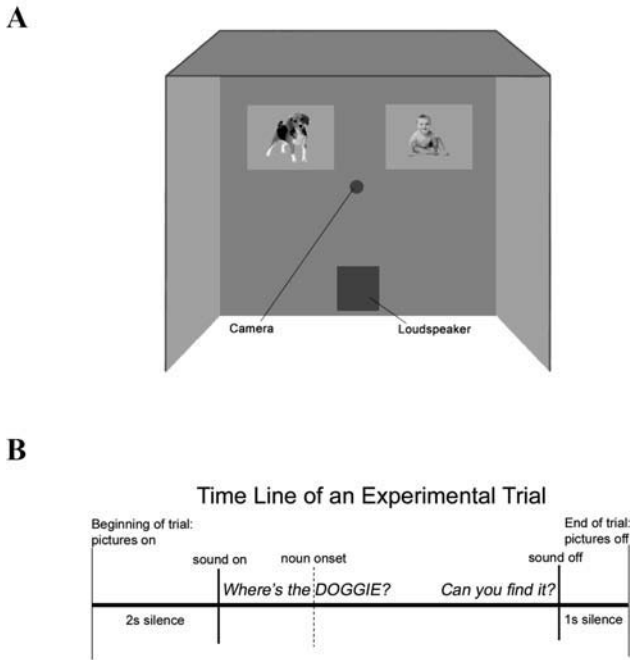 A
Camera
Loudspeaker
B
Time Line of an Experimental Trial
Beginning of trial:
pictures on
End of trial:
pictures off
sound on
noun onset
sound off
Where's the DOGGIE?
Can you find it?
2s silence
1s silence